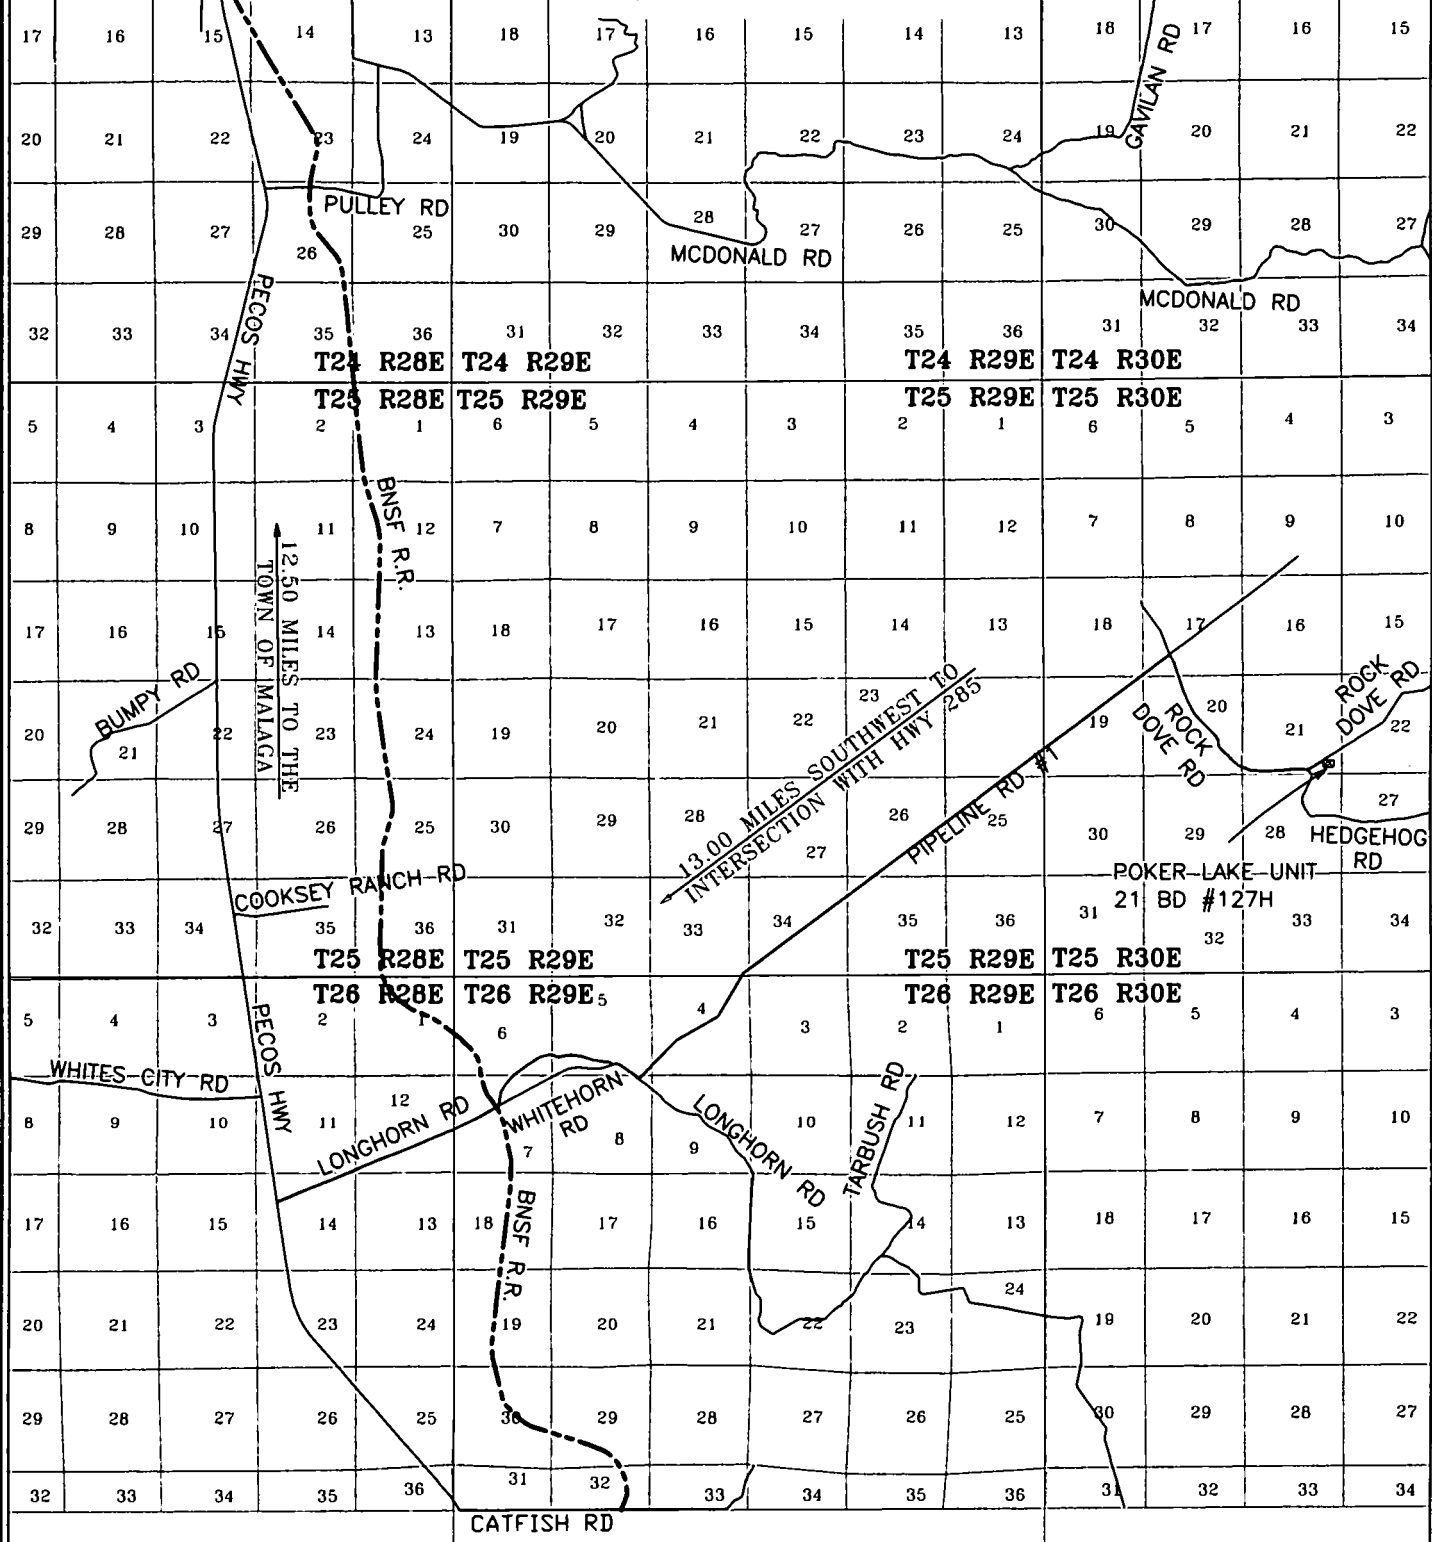 17 16 15 14 13 18 17 16 15 14 13 18 17 16 15
GAVILAN RD
20 21 22 23 24 19 20 21 22 23 24 19 20 21 22
PULLEY RD
29 28 27 26 25 30 29 28 27 26 25 30 29 28 27
MCDONALD RD
MCDONALD RD
PECOS HWY
32 33 34 35 36 31 32 33 34 35 36 31 32 33 34
T24 R28E T24 R29E T24 R29E T24 R30E
T25 R28E T25 R29E T25 R29E T25 R30E
5 4 3 2 1 6 5 4 3 2 1 6 5 4 3
BNSF R.R.
8 9 10 11 12 7 8 9 10 11 12 7 8 9 10
12.50 MILES TO THE
TOWN OF MALAGA
17 16 15 14 13 18 17 16 15 14 13 18 17 16 15
BUMPY RD
13.00 MILES SOUTHWEST TO
INTERSECTION WITH HWY 285
ROCK
DOVE RD
ROCK
DOVE RD
20 21 22 23 24 19 20 21 22 23 19 20 21 22
PIPELINE RD #1
29 28 27 26 25 30 29 28 27 26 25 30 29 28 27
HEDGEHOG
RD
POKER LAKE UNIT
21 BD #127H
COOKSEY RANCH RD
32 33 34 35 36 31 32 33 34 35 36 31 32 33 34
T25 R28E T25 R29E T25 R29E T25 R30E
T26 R28E T26 R29E T26 R29E T26 R30E
5 4 3 2 1 6 5 4 3 2 1 6 5 4 3
PECOS HWY
WHITES CITY RD
LONGHORN RD
WHITEHORN
RD
LONGHORN RD
TARBUSH RD
8 9 10 11 12 7 8 9 10 11 12 7 8 9 10
BNSF R.R.
17 16 15 14 13 18 17 16 15 14 13 18 17 16 15
20 21 22 23 24 19 20 21 22 23 24 19 20 21 22
29 28 27 26 25 30 29 28 27 26 25 30 29 28 27
32 33 34 35 36 31 32 33 34 35 36 31 32 33 34
CATFISH RD